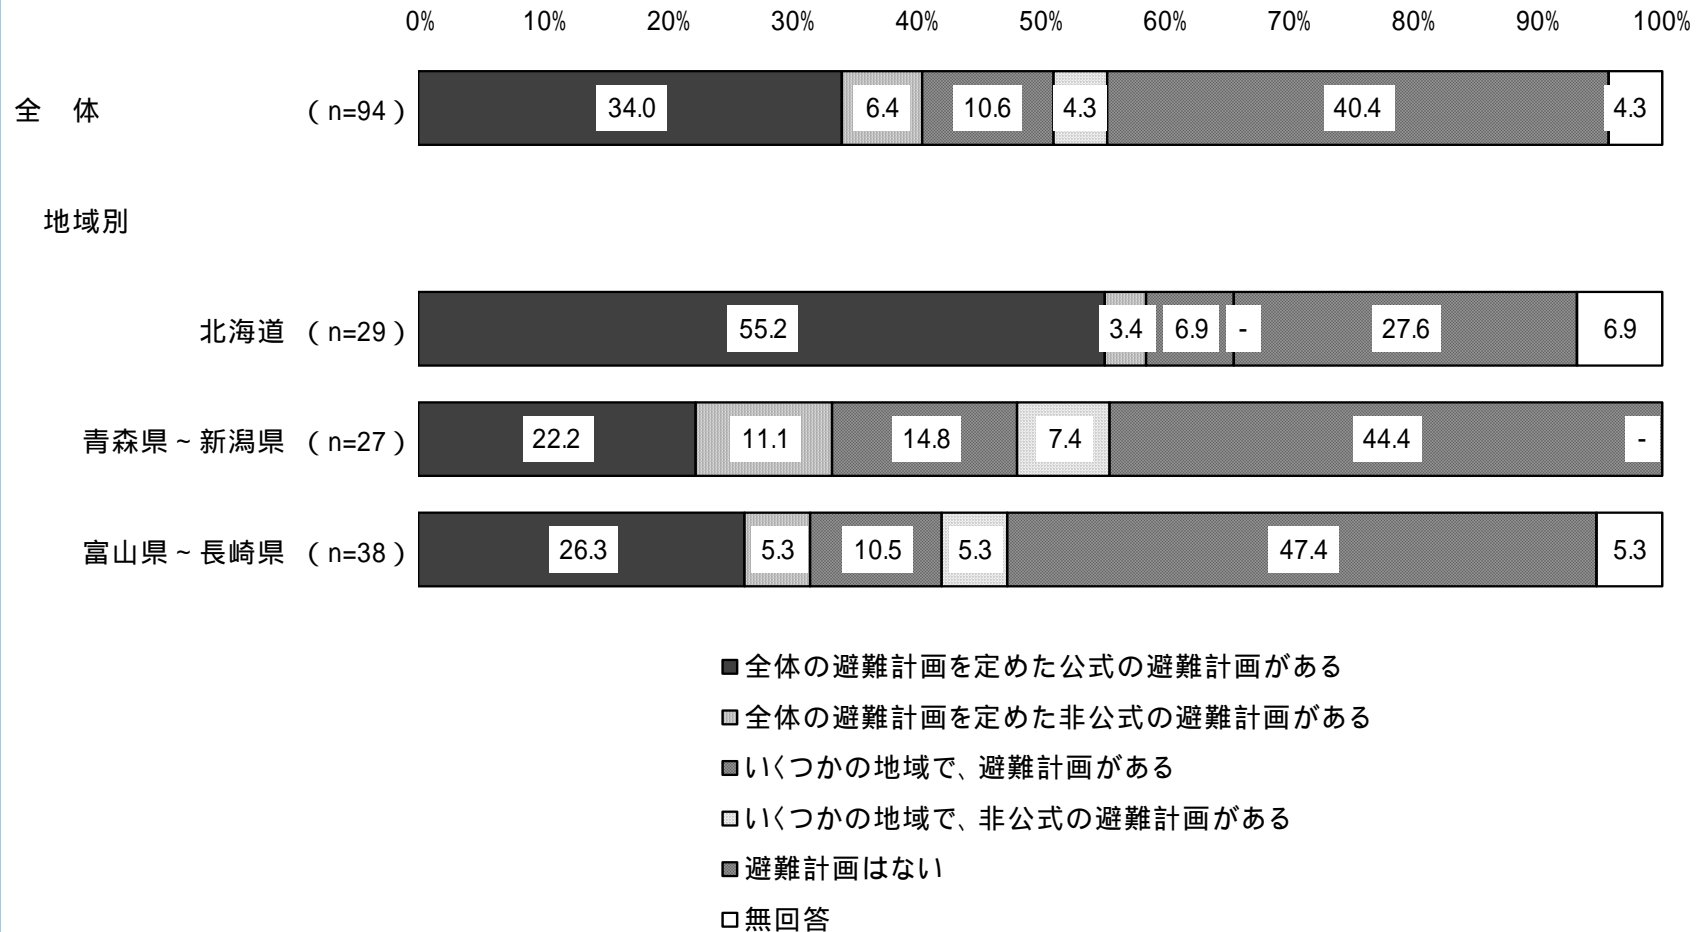 0% 10% 20% 30% 40% 50% 60% 70% 80% 90% 100%
全 体 (n=94) 34.0 6.4 10.6 4.3 40.4 4.3
地域別
北海道 (n=29) 55.2 3.4 6.9 - 27.6 6.9
青森県~新潟県 (n=27) 22.2 11.1 14.8 7.4 44.4 -
富山県~長崎県 (n=38) 26.3 5.3 10.5 5.3 47.4 5.3
全体の避難計画を定めた公式の避難計画がある
全体の避難計画を定めた非公式の避難計画がある
いくつかの地域で、避難計画がある
いくつかの地域で、非公式の避難計画がある
避難計画はない
無回答